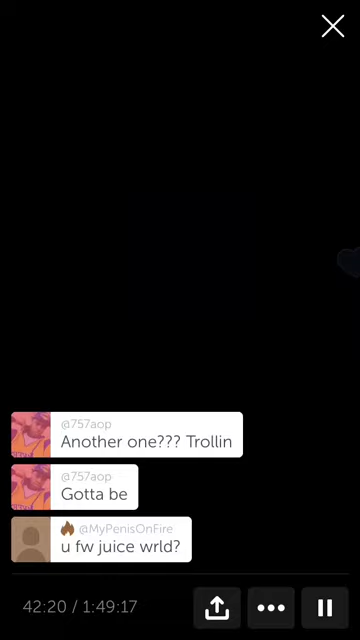 @757aop
Another one??? Trollin
@757aop
Gotta be
@MyPenisOnFire
u fw juice wrld?
42:20 / 1:49:17